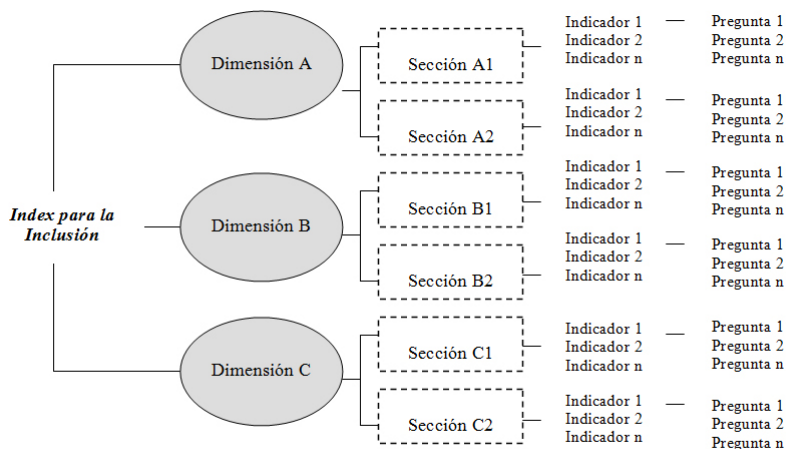 Index para la
Inclusión
Dimensión A
Sección A1
Indicador 1
Indicador 2
Indicador n
Pregunta 1
Pregunta 2
Pregunta n
Sección A2
Indicador 1
Indicador 2
Indicador n
Pregunta 1
Pregunta 2
Pregunta n
Dimensión B
Sección B1
Indicador 1
Indicador 2
Indicador n
Pregunta 1
Pregunta 2
Pregunta n
Sección B2
Indicador 1
Indicador 2
Indicador n
Pregunta 1
Pregunta 2
Pregunta n
Dimensión C
Sección C1
Indicador 1
Indicador 2
Indicador n
Pregunta 1
Pregunta 2
Pregunta n
Sección C2
Indicador 1
Indicador 2
Indicador n
Pregunta 1
Pregunta 2
Pregunta n